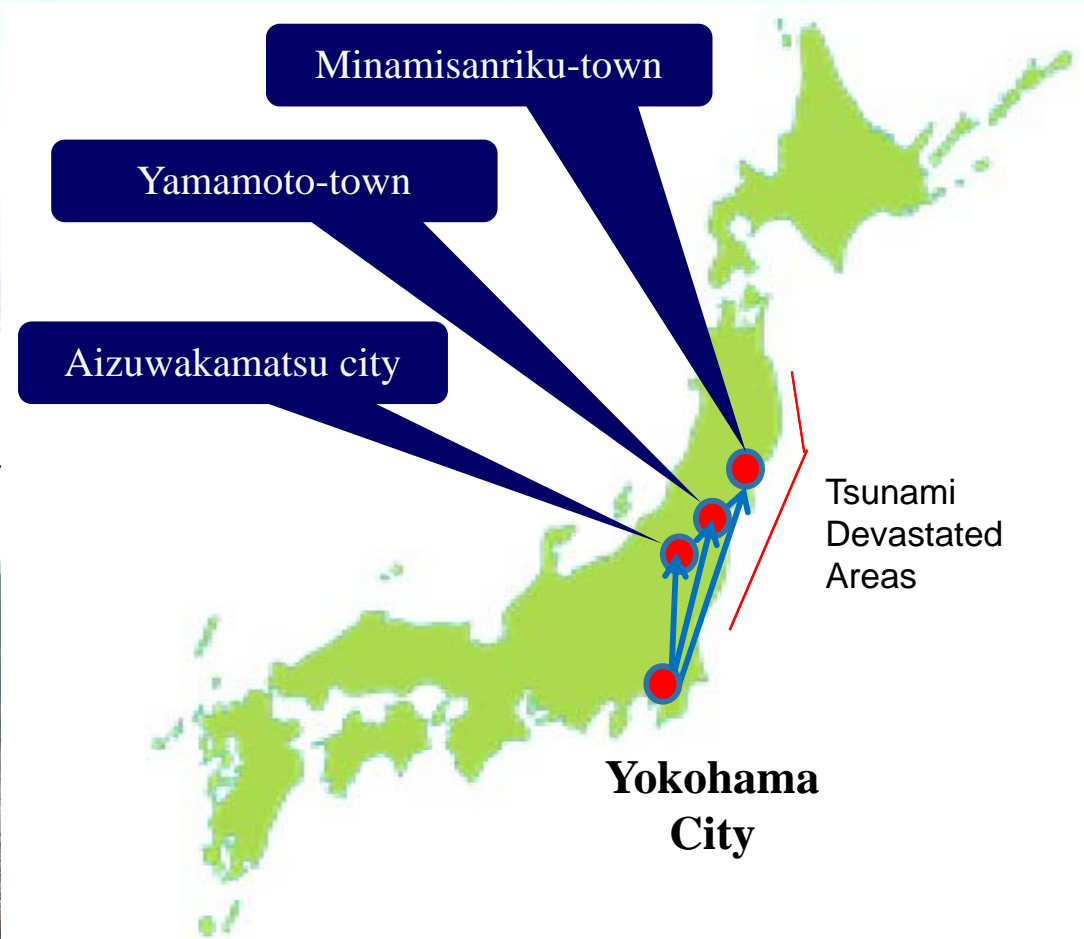 Minamisanriku-town
Yamamoto-town
Aizuwakamatsu city
Tsunami
Devastated
Areas
Yokohama
City